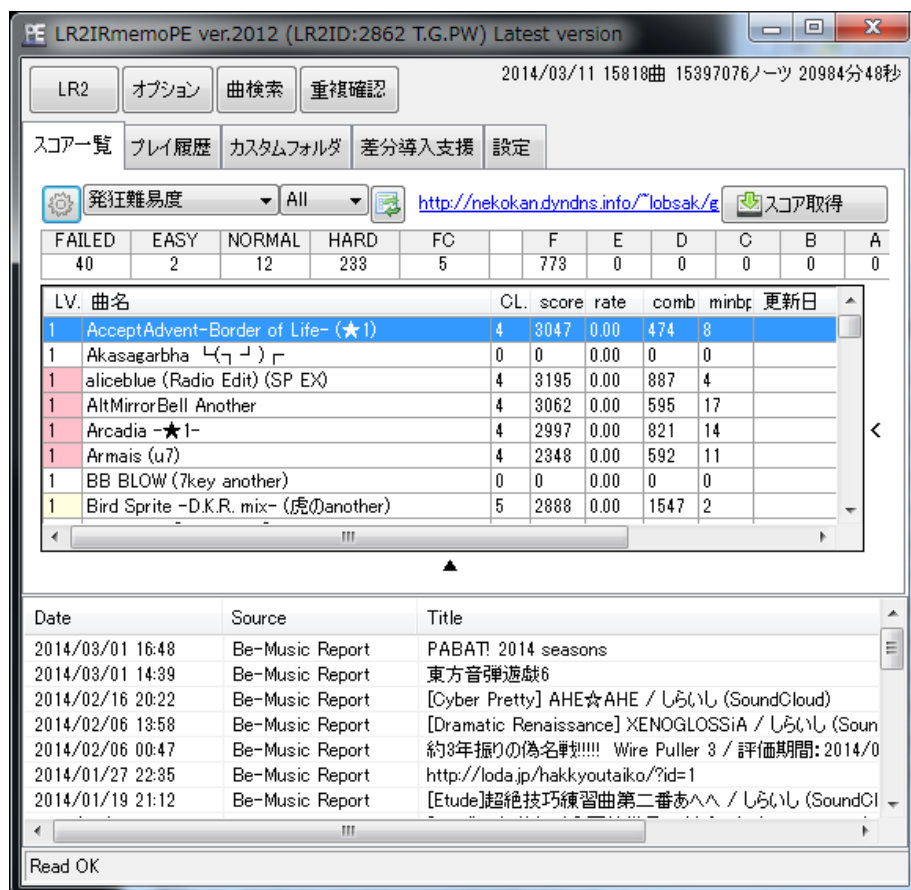 PE LR2IRmemoPE ver.2012 (LR2ID:2862 T.G.PW) Latest version
LR2 オプション 曲検索 重複確認 2014/03/11 15818曲 15397076ノーツ 20984分48秒
スコア一覧 プレイ履歴 カスタムフォルダ 差分導入支援 設定
発狂難易度 All http://nekokan.dyndns.info/~lobsak/g スコア取得
FAILED EASY NORMAL HARD FC F E D C B A
40 2 12 233 5 773 0 0 0 0 0
LV. 曲名 CL. score rate comb minbp 更新日
1 AcceptAdvent-Border of Life- (★1) 4 3047 0.00 474 8
1 Akasagarbha ┗(┓┛)┏ 0 0 0.00 0 0
1 aliceblue (Radio Edit) (SP EX) 4 3195 0.00 887 4
1 AltMirrorBell Another 4 3062 0.00 595 17
1 Arcadia -★1- 4 2997 0.00 821 14
1 Armais (u7) 4 2348 0.00 592 11
1 BB BLOW (7key another) 0 0 0.00 0 0
1 Bird Sprite -D.K.R. mix- (虎のanother) 5 2888 0.00 1547 2
Date Source Title
2014/03/01 16:48 Be-Music Report PABAT! 2014 seasons
2014/03/01 14:39 Be-Music Report 東方音弾遊戯6
2014/02/16 20:22 Be-Music Report [Cyber Pretty] AHE☆AHE / しらいし (SoundCloud)
2014/02/06 13:58 Be-Music Report [Dramatic Renaissance] XENOGLOSSiA / しらいし (Soun
2014/02/06 00:47 Be-Music Report 約3年振りの偽名戦!!!!! Wire Puller 3 / 評価期間: 2014/0
2014/01/27 22:35 Be-Music Report http://loda.jp/hakkyoutaiko/?id=1
2014/01/19 21:12 Be-Music Report [Etude]超絶技巧練習曲第二番あへへ / しらいし (SoundCl
Read OK